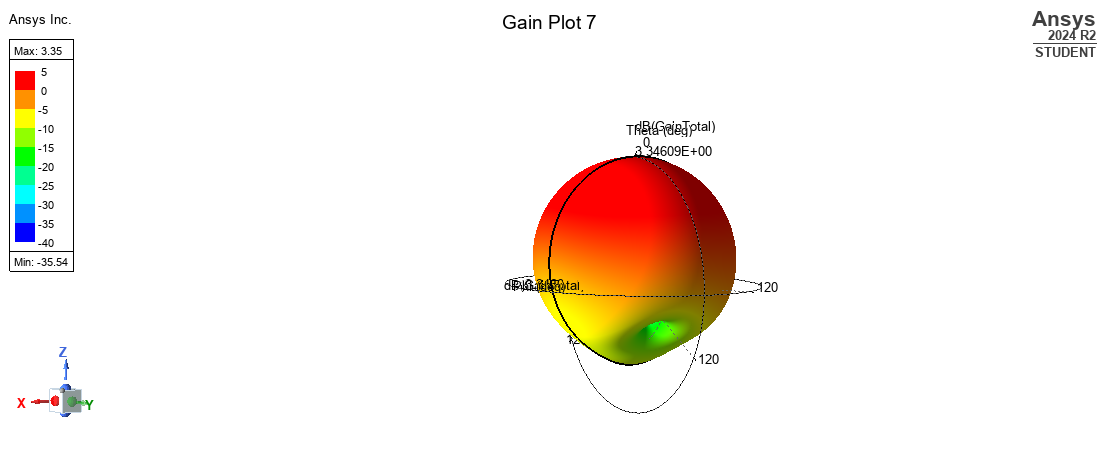 Ansys Inc.
Gain Plot 7
Ansys
2024 R2
STUDENT
Max: 3.35
5
0
-5
-10
-15
-20
-25
-30
-35
-40
Min: -35.54
dB(GainTotal)
Theta (deg)
0
3.34609E+00
120
120
Z
X
Y